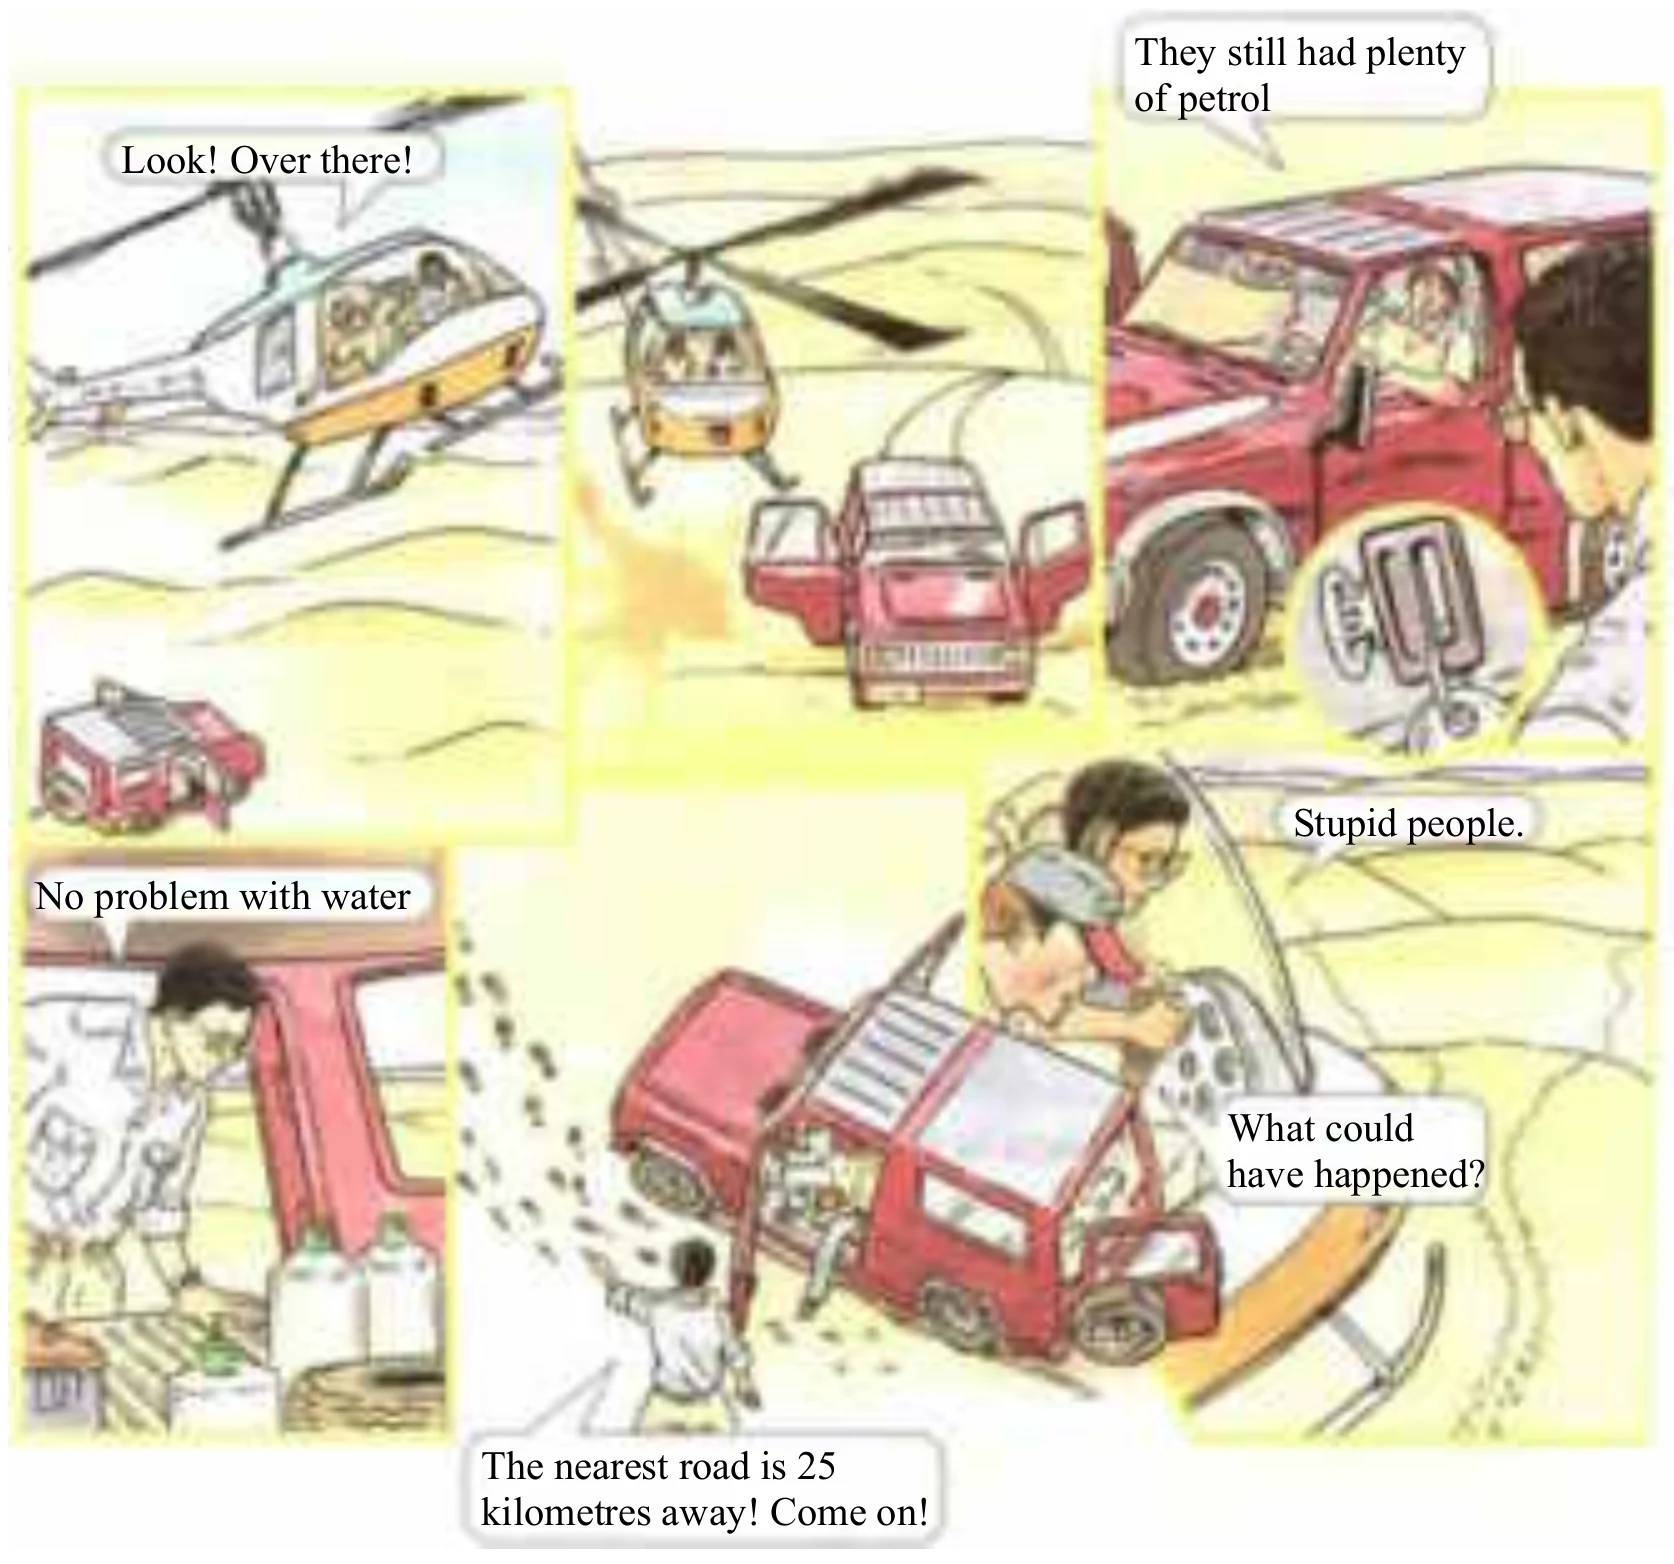 Look! Over there!
They still had plenty
of petrol
No problem with water
The nearest road is 25
kilometres away! Come on!
Stupid people.
What could
have happened?